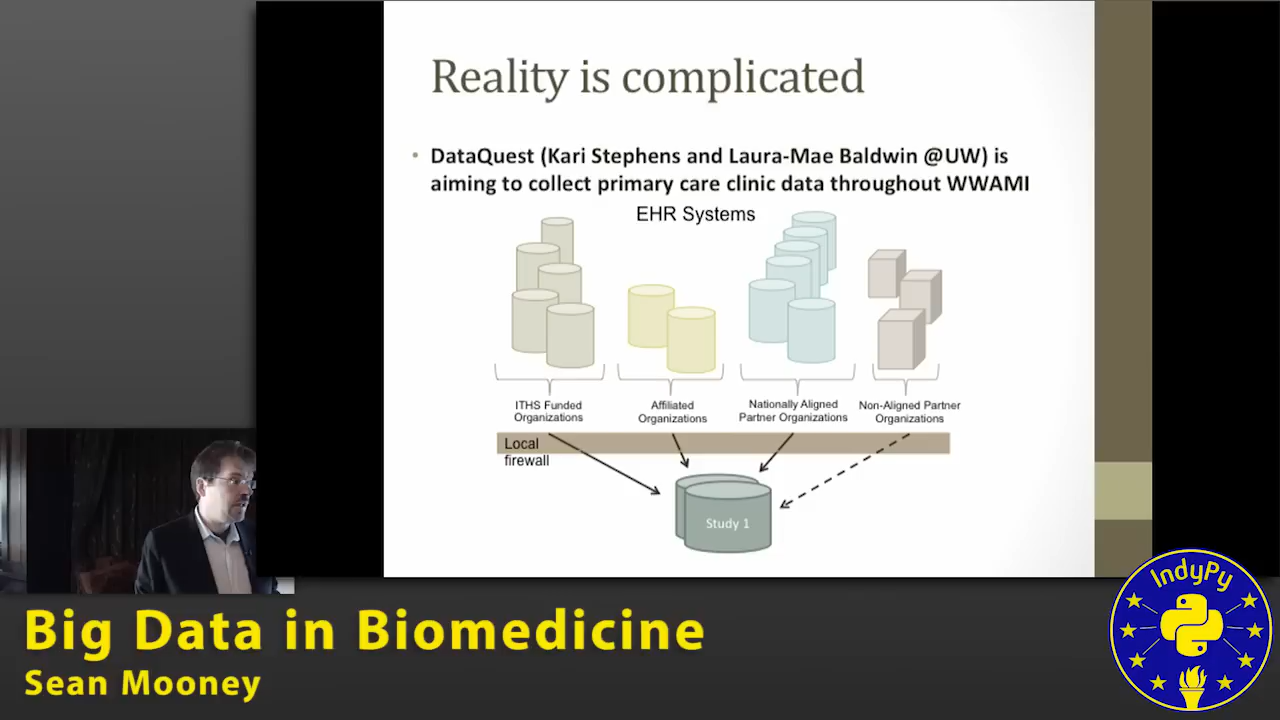 Reality is complicated
• DataQuest (Kari Stephens and Laura-Mae Baldwin @UW) is
aiming to collect primary care clinic data throughout WWAMI
EHR Systems
ITHS Funded
Organizations
Affiliated
Organizations
Nationally Aligned
Partner Organizations
Non-Aligned Partner
Organizations
Local
firewall
Study 1
Big Data in Biomedicine
Sean Mooney
IndyPy